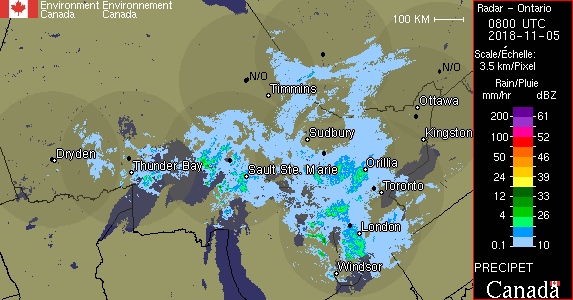 Environment Environnement
Canada Canada
100 KM
N/O
N/O
Timmins
Ottawa
Sudbury
Kingston
Dryden
Thunder Bay
Sault Ste. Marie
Orillia
Toronto
London
Windsor
Radar - Ontario
0800 UTC
2018-11-05
Scale/Échelle:
3.5 km/Pixel
Rain/Pluie
mm/hr dBZ
200 61
100 52
50 46
24 39
12 33
4 26
0.1 10
PRECIPET
Canada